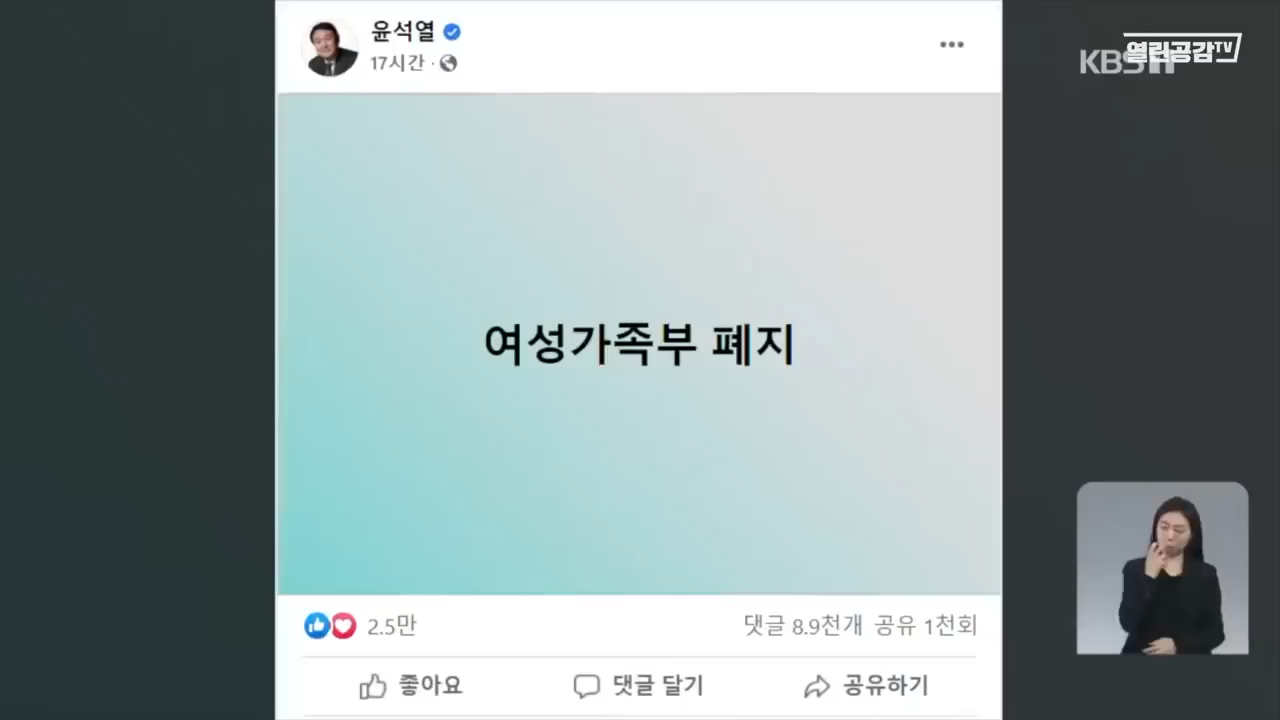 윤석열
17시간
열린공감TV
KBS
여성가족부 폐지
2.5만
댓글 8.9천개 공유 1천회
좋아요
댓글 달기
공유하기